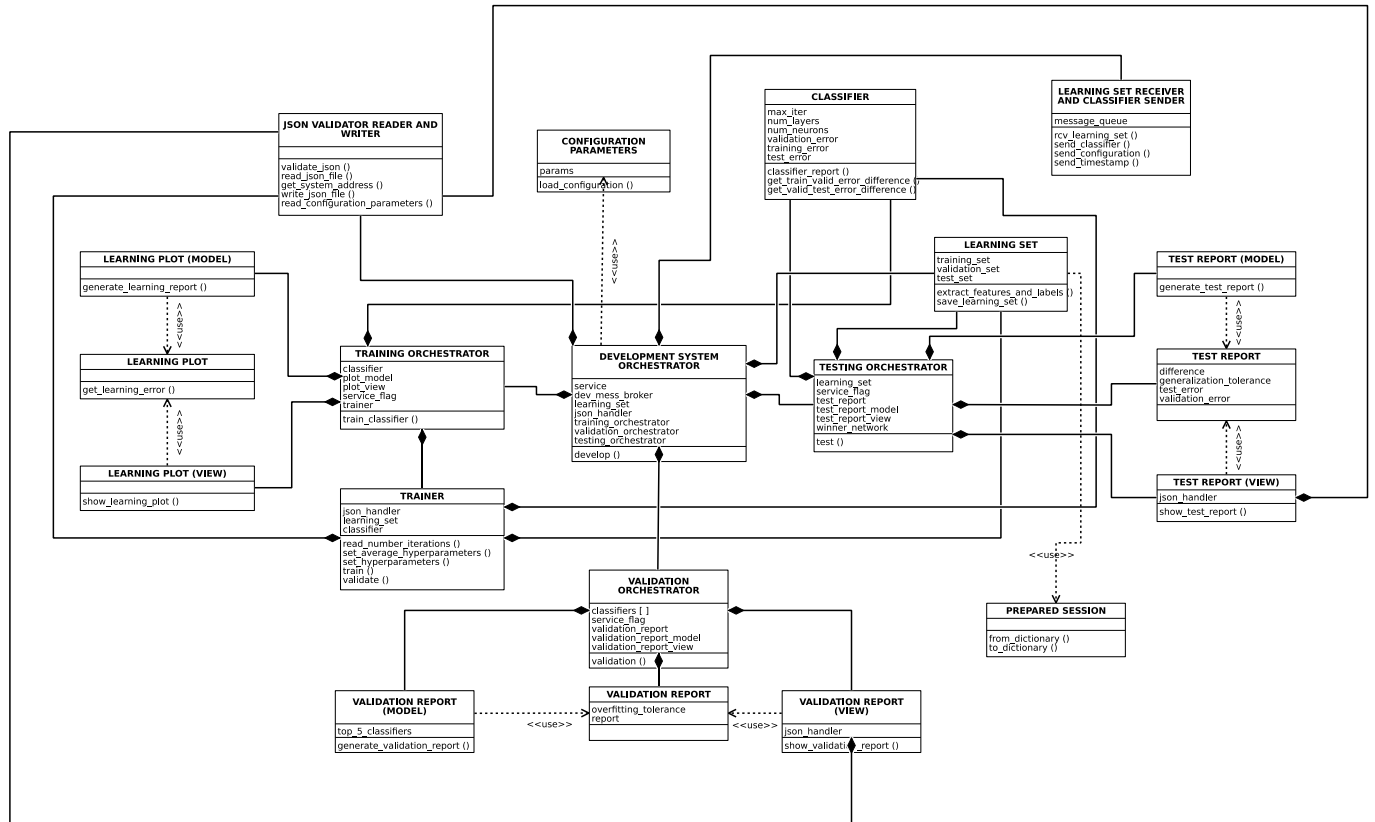 JSON VALIDATOR READER AND
WRITER
validate_json ()
read_json_file ()
get_system_address ()
write_json_file ()
read_configuration_parameters ()
CONFIGURATION
PARAMETERS
params
load_configuration ()
<<use>>
CLASSIFIER
max_iter
num_layers
num_neurons
validation_error
training_error
test_error
classifier_report ()
get_train_valid_error_difference ()
get_valid_test_error_difference ()
LEARNING SET RECEIVER
AND CLASSIFIER SENDER
message_queue
rcv_learning_set ()
send_classifier ()
send_configuration ()
send_timestamp ()
LEARNING PLOT (MODEL)
generate_learning_report ()
<<use>>
LEARNING PLOT
get_learning_error ()
<<use>>
LEARNING PLOT (VIEW)
show_learning_plot ()
LEARNING SET
training_set
validation_set
test_set
extract_features_and_labels ()
save_learning_set ()
TEST REPORT (MODEL)
generate_test_report ()
<<use>>
TEST REPORT
difference
generalization_tolerance
test_error
validation_error
<<use>>
TEST REPORT (VIEW)
json_handler
show_test_report ()
TRAINING ORCHESTRATOR
classifier
plot_model
plot_view
service_flag
trainer
train_classifier ()
DEVELOPMENT SYSTEM
ORCHESTRATOR
service
dev_mess_broker
learning_set
json_handler
training_orchestrator
validation_orchestrator
testing_orchestrator
develop ()
TESTING ORCHESTRATOR
learning_set
service_flag
test_report
test_report_model
test_report_view
winner_network
test ()
TRAINER
json_handler
learning_set
classifier
read_number_iterations ()
set_average_hyperparameters ()
set_hyperparameters ()
train ()
validate ()
<<use>>
VALIDATION
ORCHESTRATOR
classifiers [ ]
service_flag
validation_report
validation_report_model
validation_report_view
validation ()
PREPARED SESSION
from_dictionary ()
to_dictionary ()
VALIDATION REPORT
(MODEL)
top_5_classifiers
generate_validation_report ()
<<use>>
VALIDATION REPORT
overfitting_tolerance
report
<<use>>
VALIDATION REPORT
(VIEW)
json_handler
show_validation_report ()